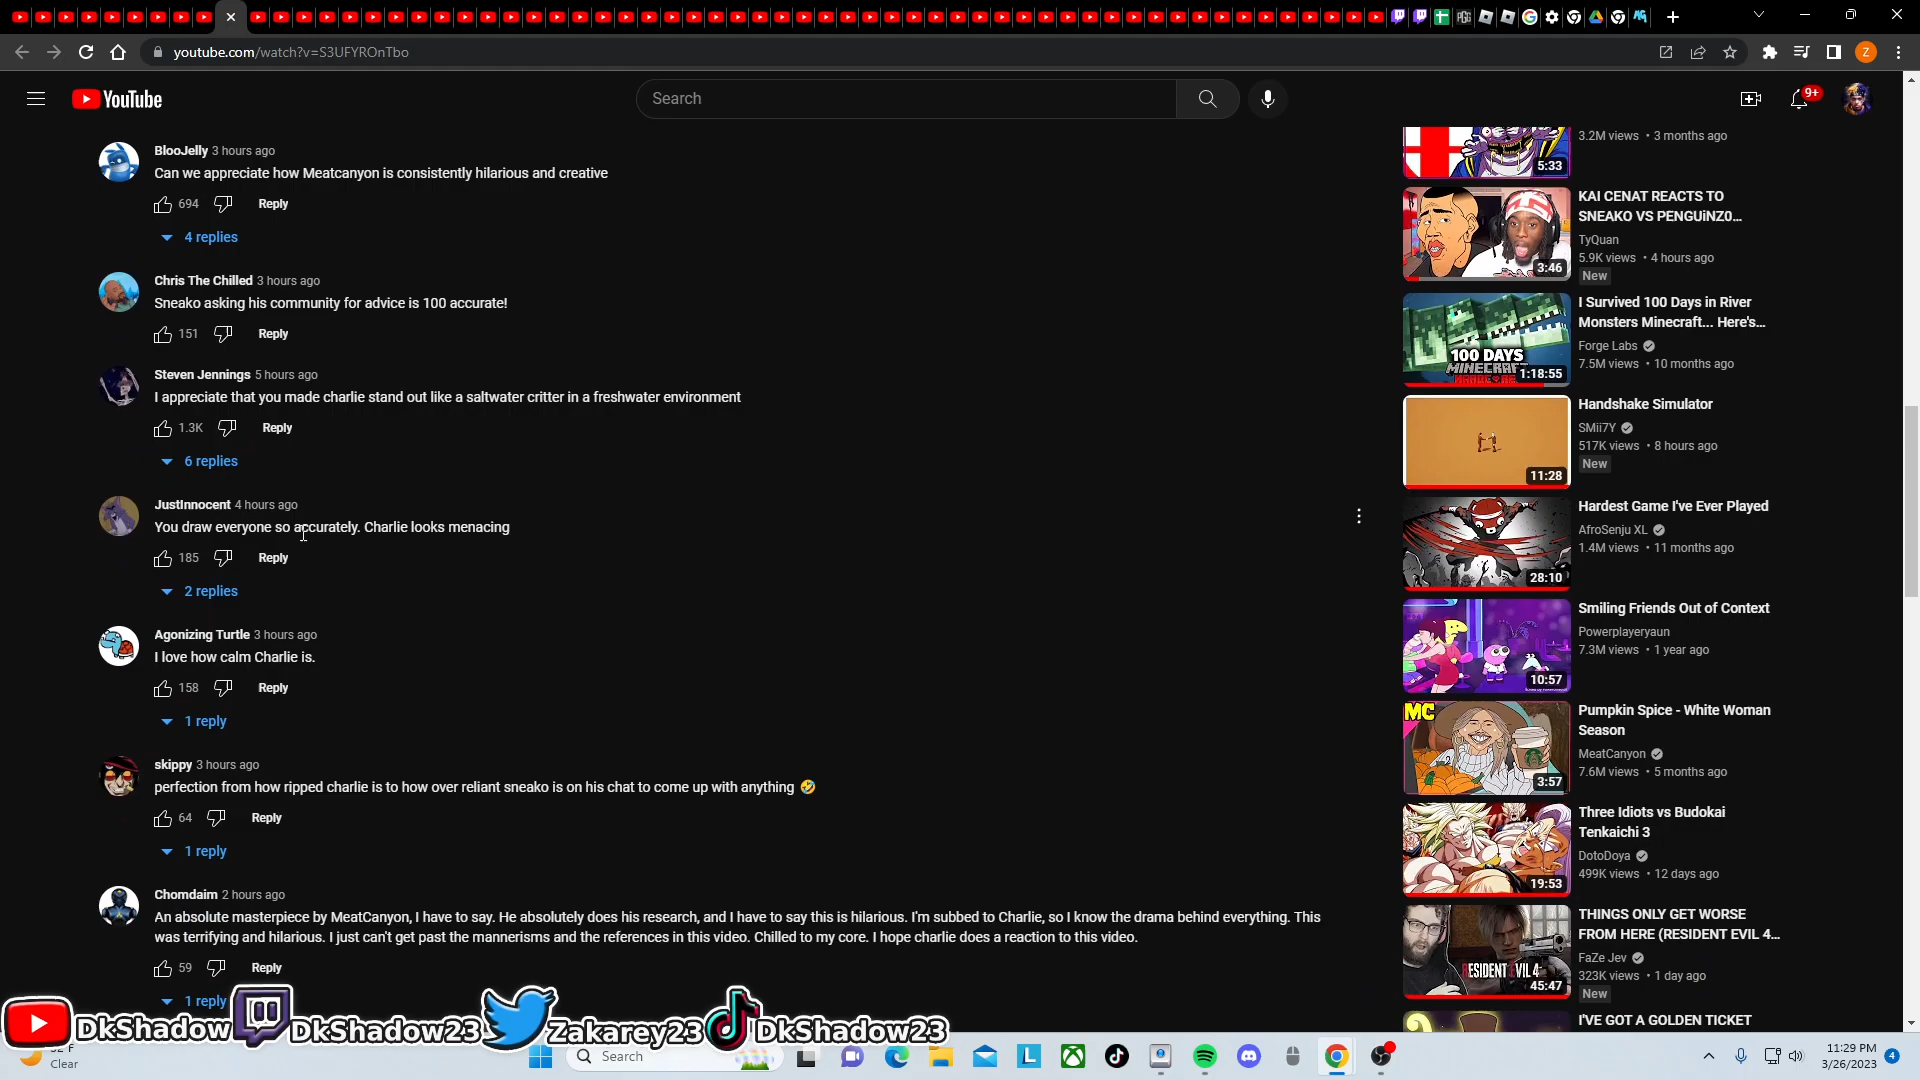 youtube.com/watch?v=S3UFYROnTbo
Z
YouTube
Search
9+
BlooJelly 3 hours ago
Can we appreciate how Meatcanyon is consistently hilarious and creative
694 Reply
4 replies
Chris The Chilled 3 hours ago
Sneako asking his community for advice is 100 accurate!
151 Reply
Steven Jennings 5 hours ago
I appreciate that you made charlie stand out like a saltwater critter in a freshwater environment
1.3K Reply
6 replies
JustInnocent 4 hours ago
You draw everyone so accurately. Charlie looks menacing
185 Reply
2 replies
Agonizing Turtle 3 hours ago
I love how calm Charlie is.
158 Reply
1 reply
skippy 3 hours ago
perfection from how ripped charlie is to how over reliant sneako is on his chat to come up with anything 🤣
64 Reply
1 reply
Chomdaim 2 hours ago
An absolute masterpiece by MeatCanyon, I have to say. He absolutely does his research, and I have to say this is hilarious. I'm subbed to Charlie, so I know the drama behind everything. This
was terrifying and hilarious. I just can't get past the mannerisms and the references in this video. Chilled to my core. I hope charlie does a reaction to this video.
59 Reply
1 reply
3.2M views • 3 months ago
5:33
KAI CENAT REACTS TO
SNEAKO VS PENGUiNZ0...
TyQuan
5.9K views • 4 hours ago
New
3:46
I Survived 100 Days in River
Monsters Minecraft... Here's...
Forge Labs
7.5M views • 10 months ago
100 DAYS
MINECRAFT
HARDCORE
1:18:55
Handshake Simulator
SMii7Y
517K views • 8 hours ago
New
11:28
Hardest Game I've Ever Played
AfroSenju XL
1.4M views • 11 months ago
28:10
Smiling Friends Out of Context
Powerplayeryaun
7.3M views • 1 year ago
10:57
MC
Pumpkin Spice - White Woman
Season
MeatCanyon
7.6M views • 5 months ago
3:57
Three Idiots vs Budokai
Tenkaichi 3
DotoDoya
499K views • 12 days ago
19:53
THINGS ONLY GET WORSE
FROM HERE (RESIDENT EVIL 4...
FaZe Jev
323K views • 1 day ago
New
RESIDENT EVIL 4
45:47
I'VE GOT A GOLDEN TICKET
DkShadow DkShadow23 Zakarey23 DkShadow23
Clear
Search
11:29 PM
3/26/2023
4